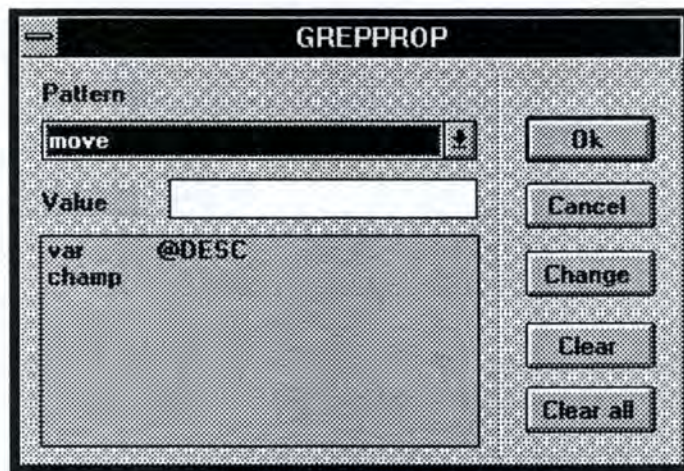 GREPPROP
Pattern
move
Ok
Value
Cancel
var @DESC
champ
Change
Clear
Clear all